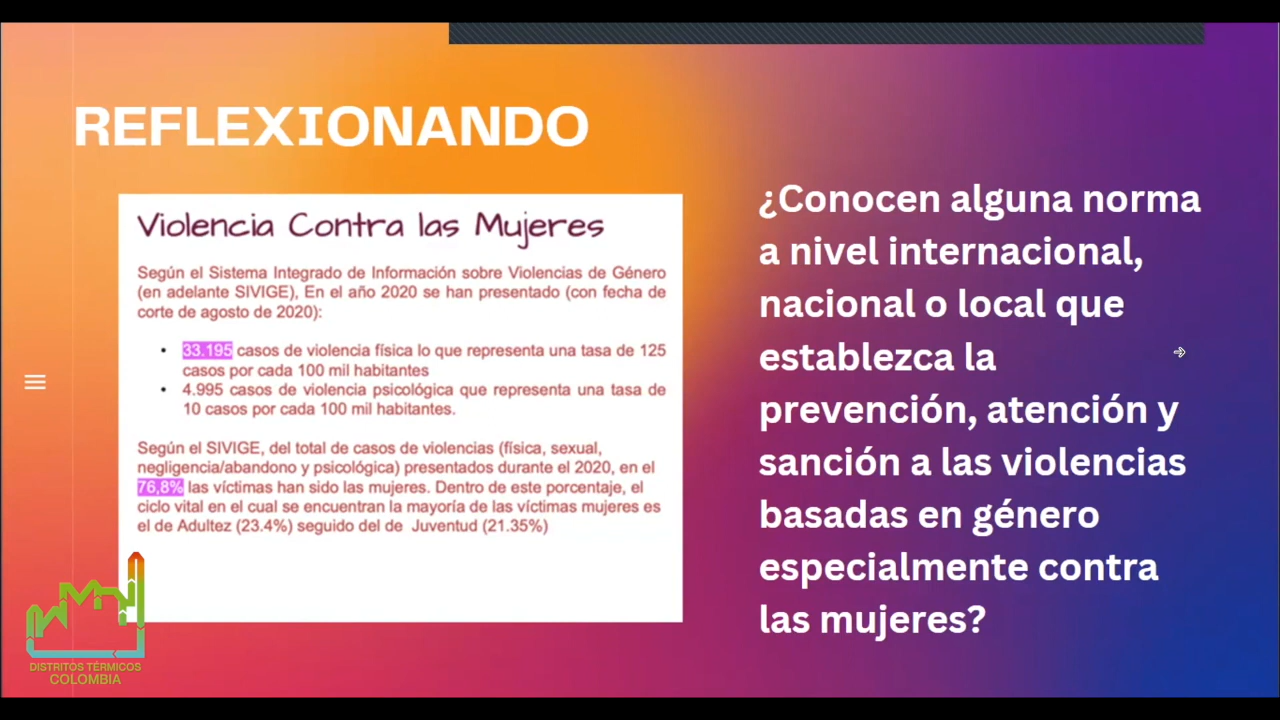 REFLEXIONANDO
Violencia Contra las Mujeres
Según el Sistema Integrado de Información sobre Violencias de Género
(en adelante SIVIGE), En el año 2020 se han presentado (con fecha de
corte de agosto de 2020):
• 33.195 casos de violencia física lo que representa una tasa de 125
casos por cada 100 mil habitantes
• 4.995 casos de violencia psicológica que representa una tasa de
10 casos por cada 100 mil habitantes.
Según el SIVIGE, del total de casos de violencias (física, sexual,
negligencia/abandono y psicológica) presentados durante el 2020, en el
76,8% las víctimas han sido las mujeres. Dentro de este porcentaje, el
ciclo vital en el cual se encuentran la mayoría de las víctimas mujeres es
el de Adultez (23.4%) seguido del de Juventud (21.35%)
¿Conocen alguna norma
a nivel internacional,
nacional o local que
establezca la
prevención, atención y
sanción a las violencias
basadas en género
especialmente contra
las mujeres?
DISTRITOS TÉRMICOS
COLOMBIA